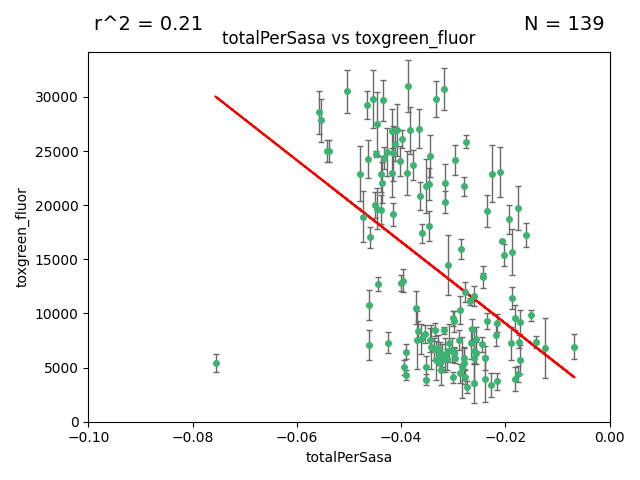 r^2 = 0.21
N = 139
totalPerSasa vs toxgreen_fluor
toxgreen_fluor
30000
25000
20000
15000
10000
5000
0
−0.10
−0.08
−0.06
−0.04
−0.02
0.00
totalPerSasa